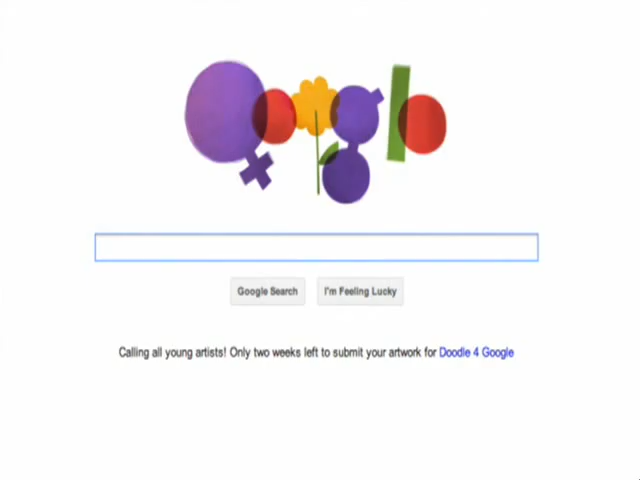 Google
Google Search
I'm Feeling Lucky
Calling all young artists! Only two weeks left to submit your artwork for Doodle 4 Google